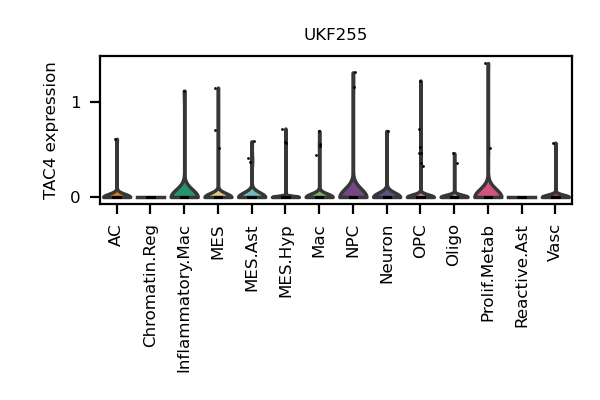 UKF255
TAC4 expression
1
0
AC
Chromatin.Reg
Inflammatory.Mac
MES
MES.Ast
MES.Hyp
Mac
NPC
Neuron
OPC
Oligo
Prolif.Metab
Reactive.Ast
Vasc